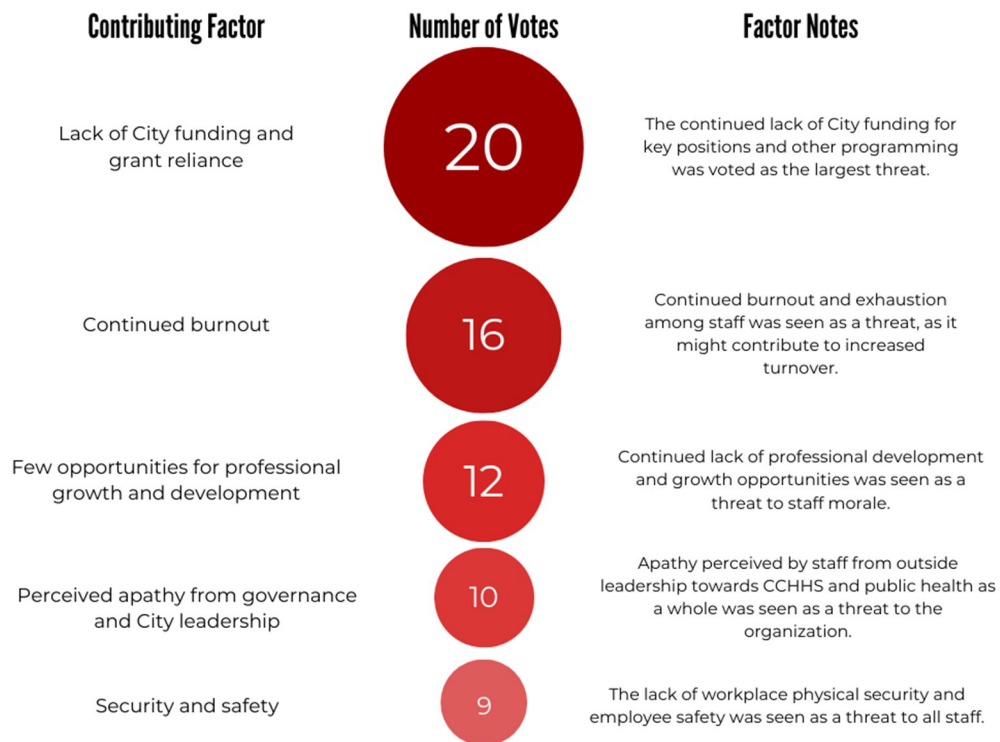 Contributing Factor
Number of Votes
Factor Notes
Lack of City funding and
grant reliance
20
The continued lack of City funding for
key positions and other programming
was voted as the largest threat.
Continued burnout
16
Continued burnout and exhaustion
among staff was seen as a threat, as it
might contribute to increased
turnover.
Few opportunities for professional
growth and development
12
Continued lack of professional development
and growth opportunities was seen as a
threat to staff morale.
Perceived apathy from governance
and City leadership
10
Apathy perceived by staff from outside
leadership towards CCHHS and public health as
a whole was seen as a threat to the
organization.
Security and safety
9
The lack of workplace physical security and
employee safety was seen as a threat to all staff.